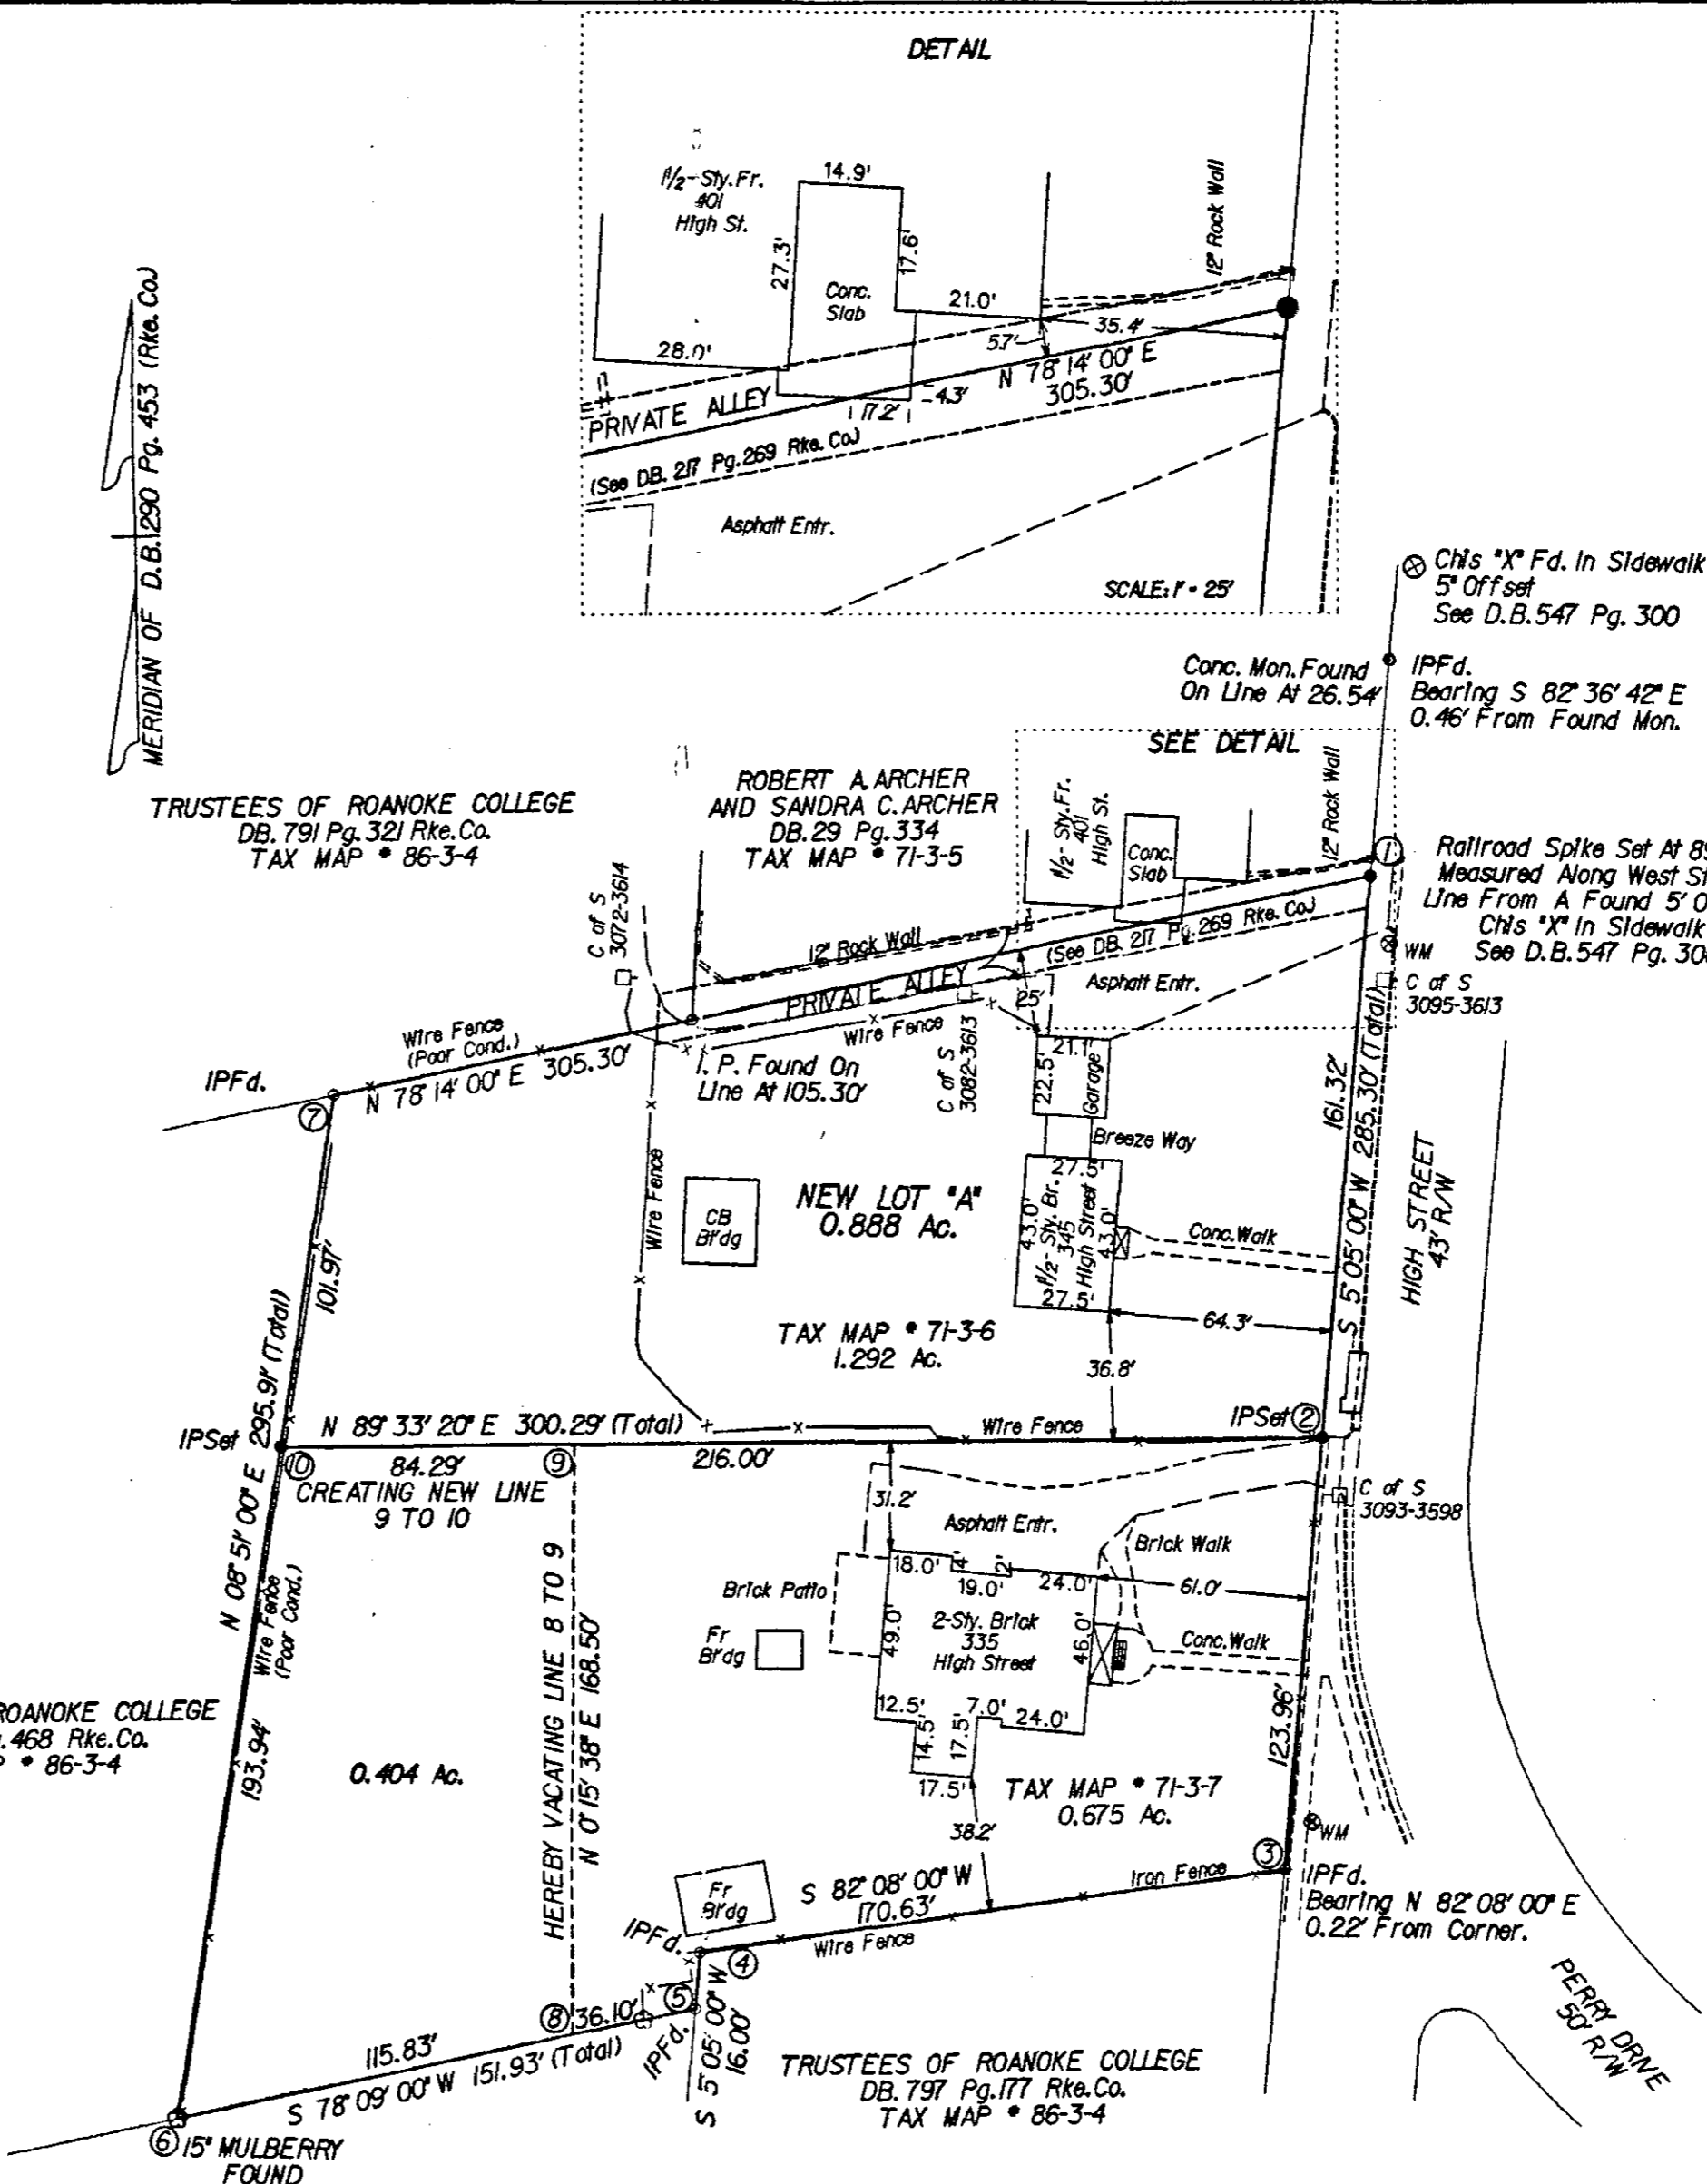 DETAIL
1½-Sty.Fr.
401
High St.
14.9'
27.3'
17.6'
12" Rock Wall
Conc.
Slab
21.0'
35.4'
5.7'
28.0'
N 78° 14' 00" E
305.30'
4.3'
17.2'
PRIVATE ALLEY
(See DB. 217 Pg.269 Rke. Co.)
Asphalt Entr.
SCALE: 1" = 25'
MERIDIAN OF D.B. 1290 Pg. 453 (Rke. Co.)
Chis "X" Fd. In Sidewalk
5' Offset
See D.B.547 Pg. 300
Conc. Mon. Found
On Line At 26.54'
IPFd.
Bearing S 82° 36' 42" E
0.46' From Found Mon.
SEE DETAIL
TRUSTEES OF ROANOKE COLLEGE
DB. 791 Pg. 321 Rke. Co.
TAX MAP # 86-3-4
ROBERT A. ARCHER
AND SANDRA C. ARCHER
DB. 29 Pg. 334
TAX MAP # 71-3-5
1½-Sty.Fr.
401
High St.
Conc.
Slab
12" Rock Wall
1
Railroad Spike Set At
Measured Along West
Line From A Found 5'
Chis "X" In Sidewalk
See D.B.547 Pg.
WM
C of S
3095-3613
C of S
3072-3614
12" Rock Wall
(See DB. 217 Pg. 269 Rke. Co.)
PRIVATE ALLEY
Asphalt Entr.
25'
Wire Fence
Wire Fence
(Poor Cond.)
N 78° 14' 00" E 305.30'
IPFd.
7
I. P. Found On
Line At 105.30'
C of S
3082-3613
21.1'
22.5'
Garage
Breeze Way
161.32'
S 5° 05' 00" W 285.30' (Total)
HIGH STREET
43' R/W
Wire Fence
CB
Bldg
NEW LOT "A"
0.888 Ac.
27.5'
43.0'
1½-Sty. Br.
345
High Street
43.0'
27.5'
Conc. Walk
64.3'
TAX MAP # 71-3-6
1.292 Ac.
36.8'
101.97'
N 08° 51' 00" E 295.91' (Total)
IPSet
N 89° 33' 20" E 300.29' (Total)
Wire Fence
IPSet 2
10
84.29'
9
216.00'
CREATING NEW LINE
9 TO 10
31.2'
Asphalt Entr.
C of S
3093-3598
Brick Walk
18.0'
4'
19.0'
2'
24.0'
61.0'
Brick Patio
Fr
Bldg
49.0'
2-Sty. Brick
335
High Street
46.0'
Conc. Walk
12.5'
14.5'
17.5'
7.0'
24.0'
17.5'
123.96'
HEREBY VACATING LINE 8 TO 9
N 0° 15' 38" E 168.50'
Wire Fence
(Poor Cond.)
ROANOKE COLLEGE
468 Rke. Co.
# 86-3-4
193.94'
0.404 Ac.
TAX MAP # 71-3-7
0.675 Ac.
38.2'
WM
3
IPFd.
Bearing N 82° 08' 00" E
0.22' From Corner.
Iron Fence
S 82° 08' 00" W
170.63'
Wire Fence
Fr
Bldg
IPFd.
4
5
S 5° 05' 00" W
16.00'
IPFd.
8
36.10'
115.83'
S 78° 09' 00" W 151.93' (Total)
6
15" MULBERRY
FOUND
TRUSTEES OF ROANOKE COLLEGE
DB. 797 Pg. 177 Rke. Co.
TAX MAP # 86-3-4
PERRY DRIVE
50' R/W